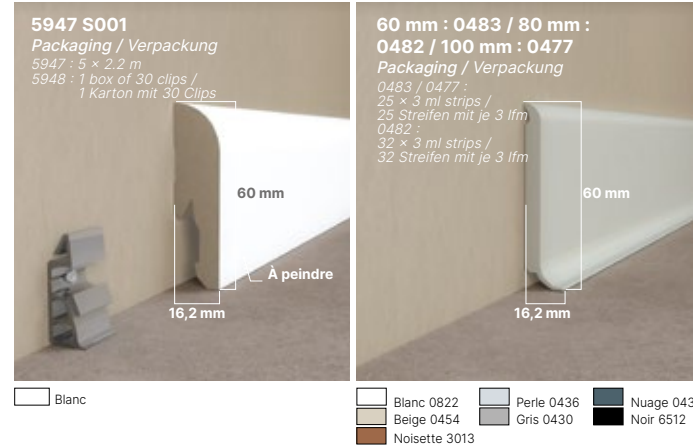 5947 S001
Packaging / Verpackung
5947 : 5 × 2.2 m
5948 : 1 box of 30 clips /
1 Karton mit 30 Clips
60 mm
À peindre
16,2 mm
Blanc
60 mm : 0483 / 80 mm :
0482 / 100 mm : 0477
Packaging / Verpackung
0483 / 0477 :
25 × 3 ml strips /
25 Streifen mit je 3 lfm
0482 :
32 × 3 ml strips /
32 Streifen mit je 3 lfm
60 mm
16,2 mm
Blanc 0822
Perle 0436
Nuage 043
Beige 0454
Gris 0430
Noir 6512
Noisette 3013